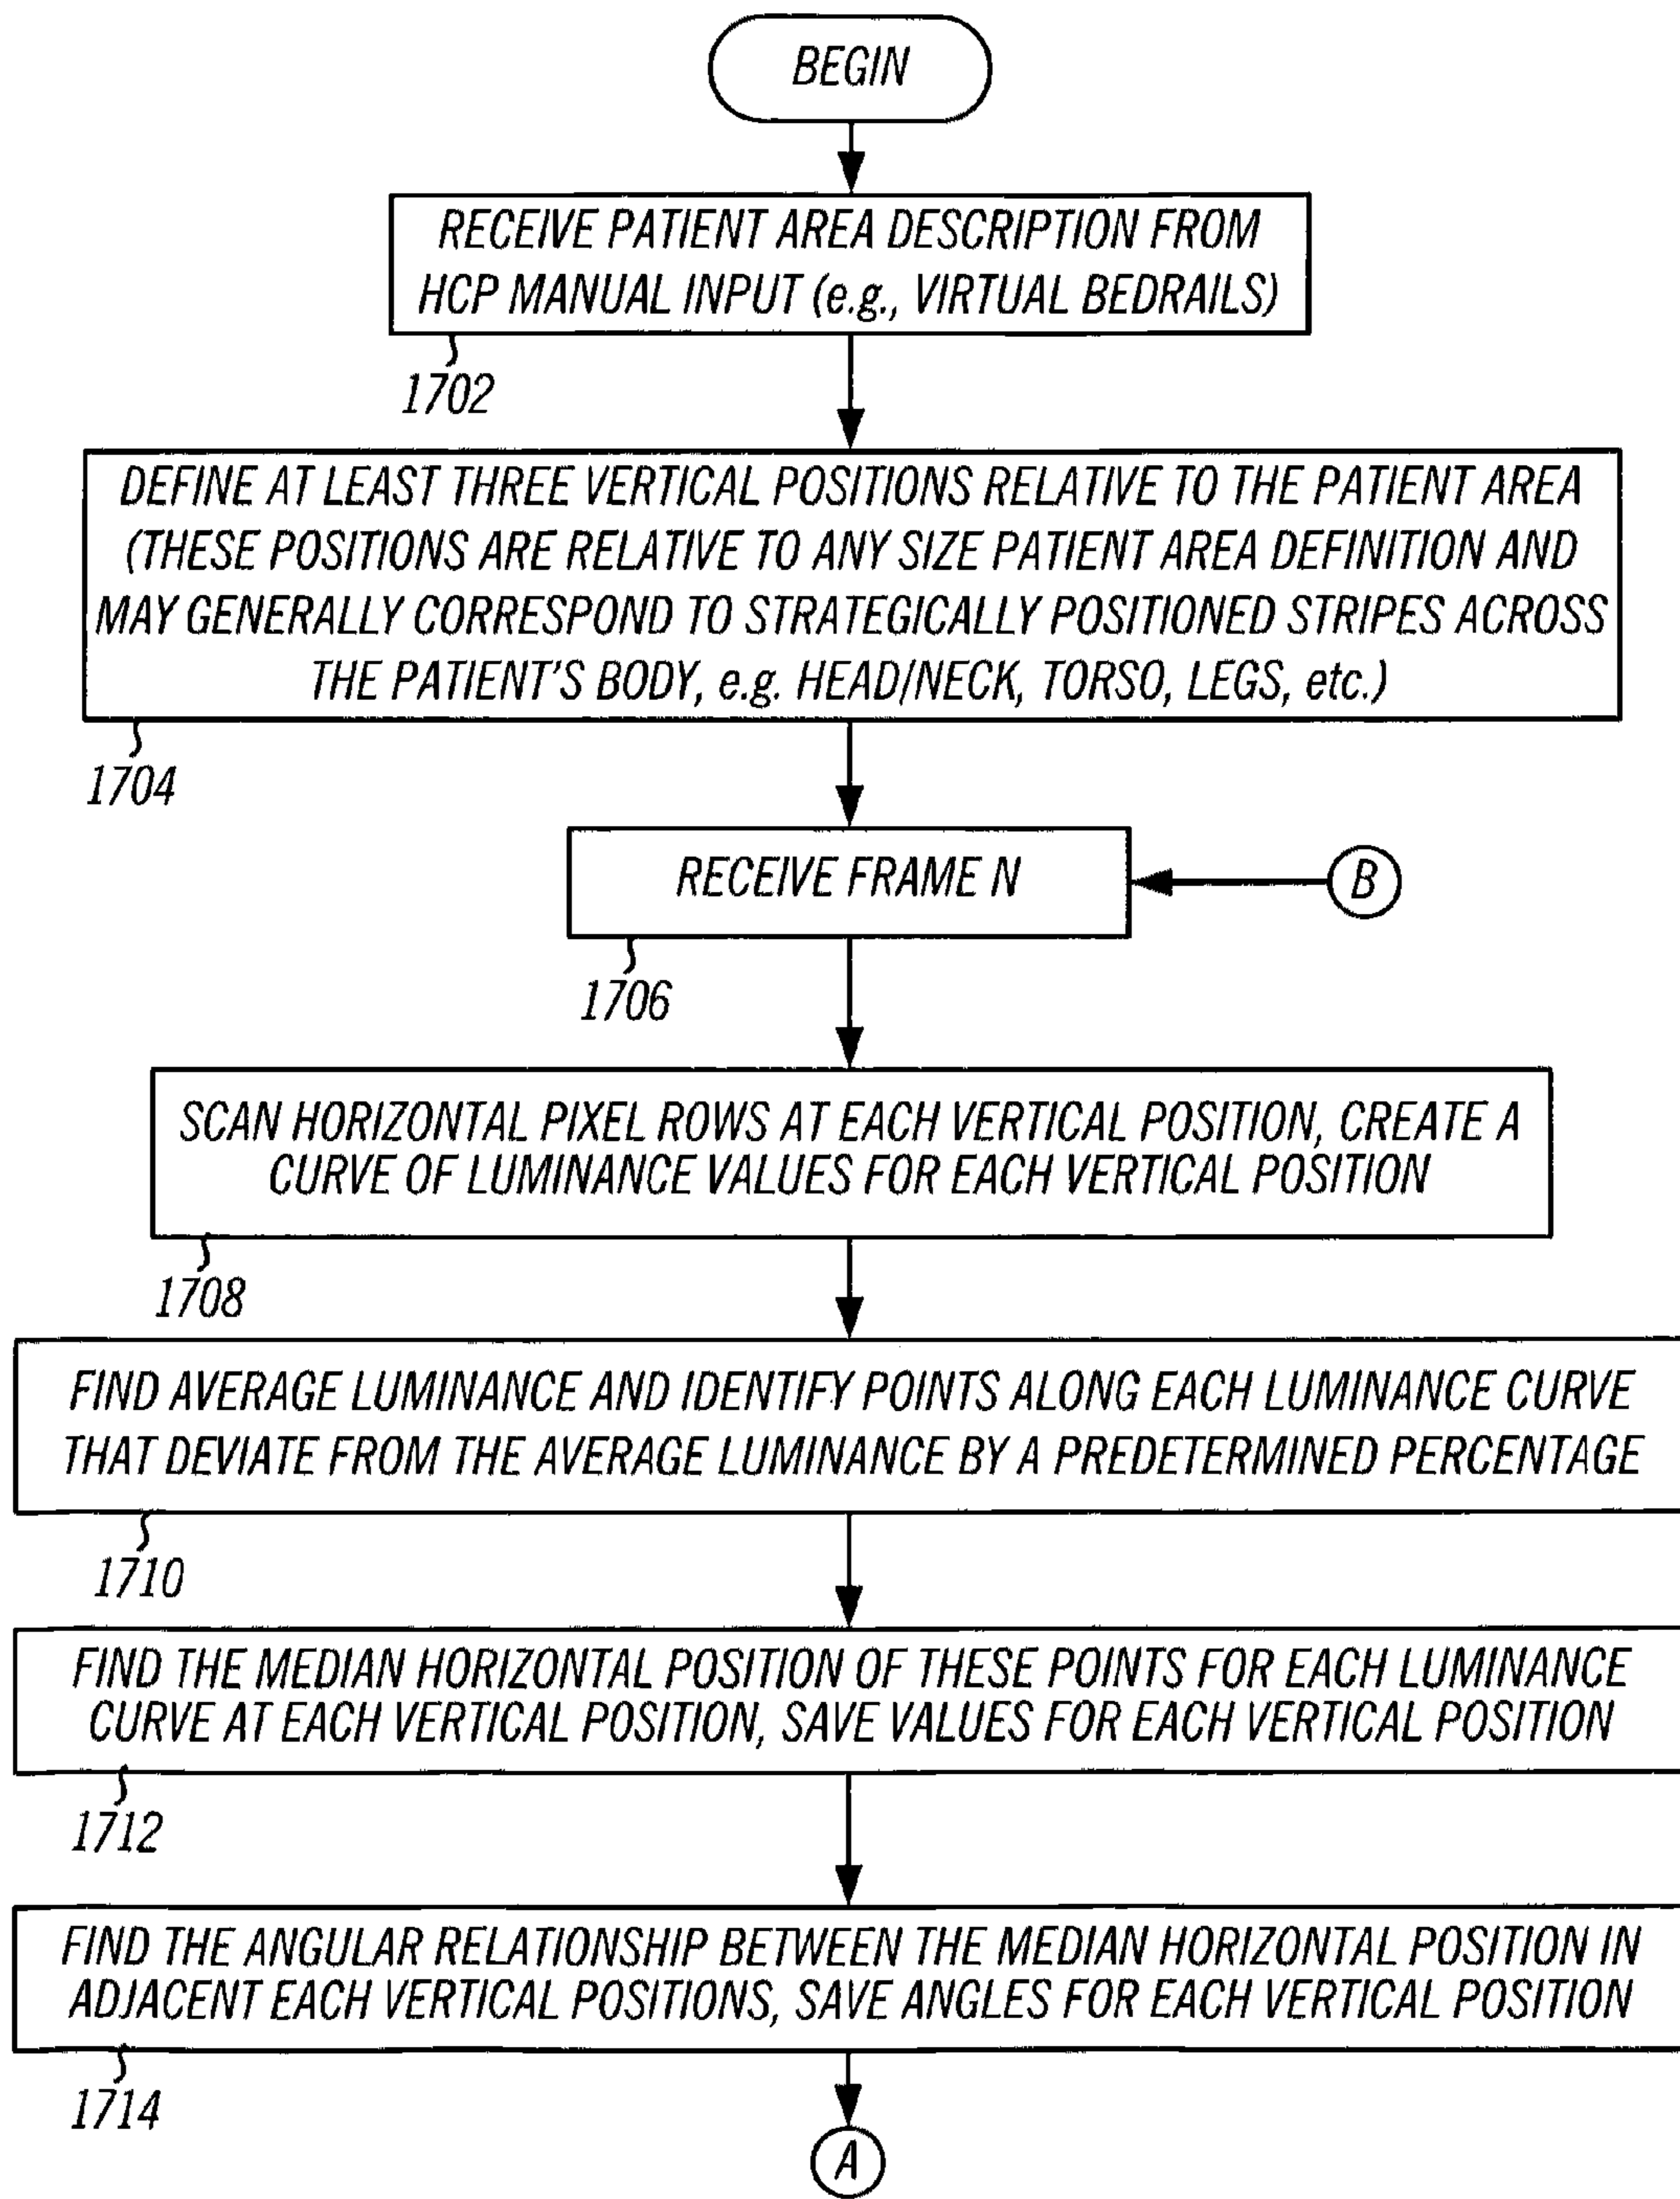 BEGIN
RECEIVE PATIENT AREA DESCRIPTION FROM
HCP MANUAL INPUT (e.g., VIRTUAL BEDRAILS)
1702
DEFINE AT LEAST THREE VERTICAL POSITIONS RELATIVE TO THE PATIENT AREA
(THESE POSITIONS ARE RELATIVE TO ANY SIZE PATIENT AREA DEFINITION AND
MAY GENERALLY CORRESPOND TO STRATEGICALLY POSITIONED STRIPES ACROSS
THE PATIENT'S BODY, e.g. HEAD/NECK, TORSO, LEGS, etc.)
1704
RECEIVE FRAME N
B
1706
SCAN HORIZONTAL PIXEL ROWS AT EACH VERTICAL POSITION, CREATE A
CURVE OF LUMINANCE VALUES FOR EACH VERTICAL POSITION
1708
FIND AVERAGE LUMINANCE AND IDENTIFY POINTS ALONG EACH LUMINANCE CURVE
THAT DEVIATE FROM THE AVERAGE LUMINANCE BY A PREDETERMINED PERCENTAGE
1710
FIND THE MEDIAN HORIZONTAL POSITION OF THESE POINTS FOR EACH LUMINANCE
CURVE AT EACH VERTICAL POSITION, SAVE VALUES FOR EACH VERTICAL POSITION
1712
FIND THE ANGULAR RELATIONSHIP BETWEEN THE MEDIAN HORIZONTAL POSITION IN
ADJACENT EACH VERTICAL POSITIONS, SAVE ANGLES FOR EACH VERTICAL POSITION
1714
A